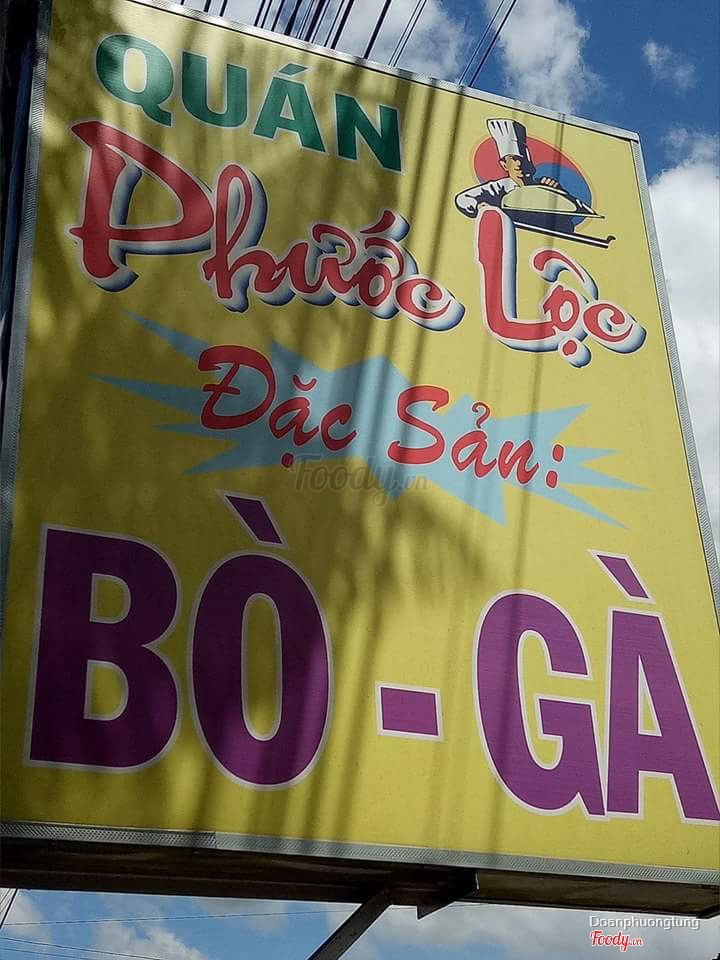 QUÁN
Phước Lộc
Đặc Sản:
Foody.vn
BÒ - GÀ
Doanphuongtung
Foody.vn